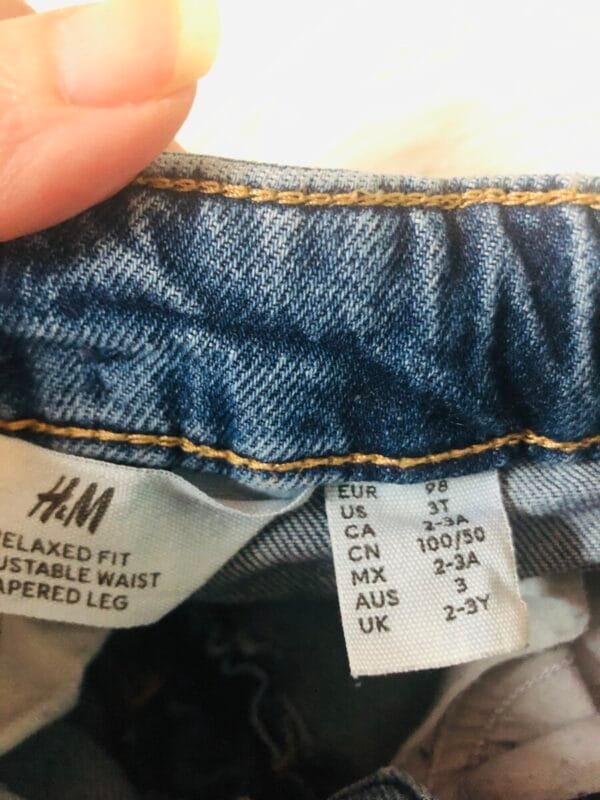 H&M
ELAXED FIT
USTABLE WAIST
APERED LEG
EUR 98
US 3T
CA 2-3A
CN 100/50
MX 2-3A
AUS 3
UK 2-3Y